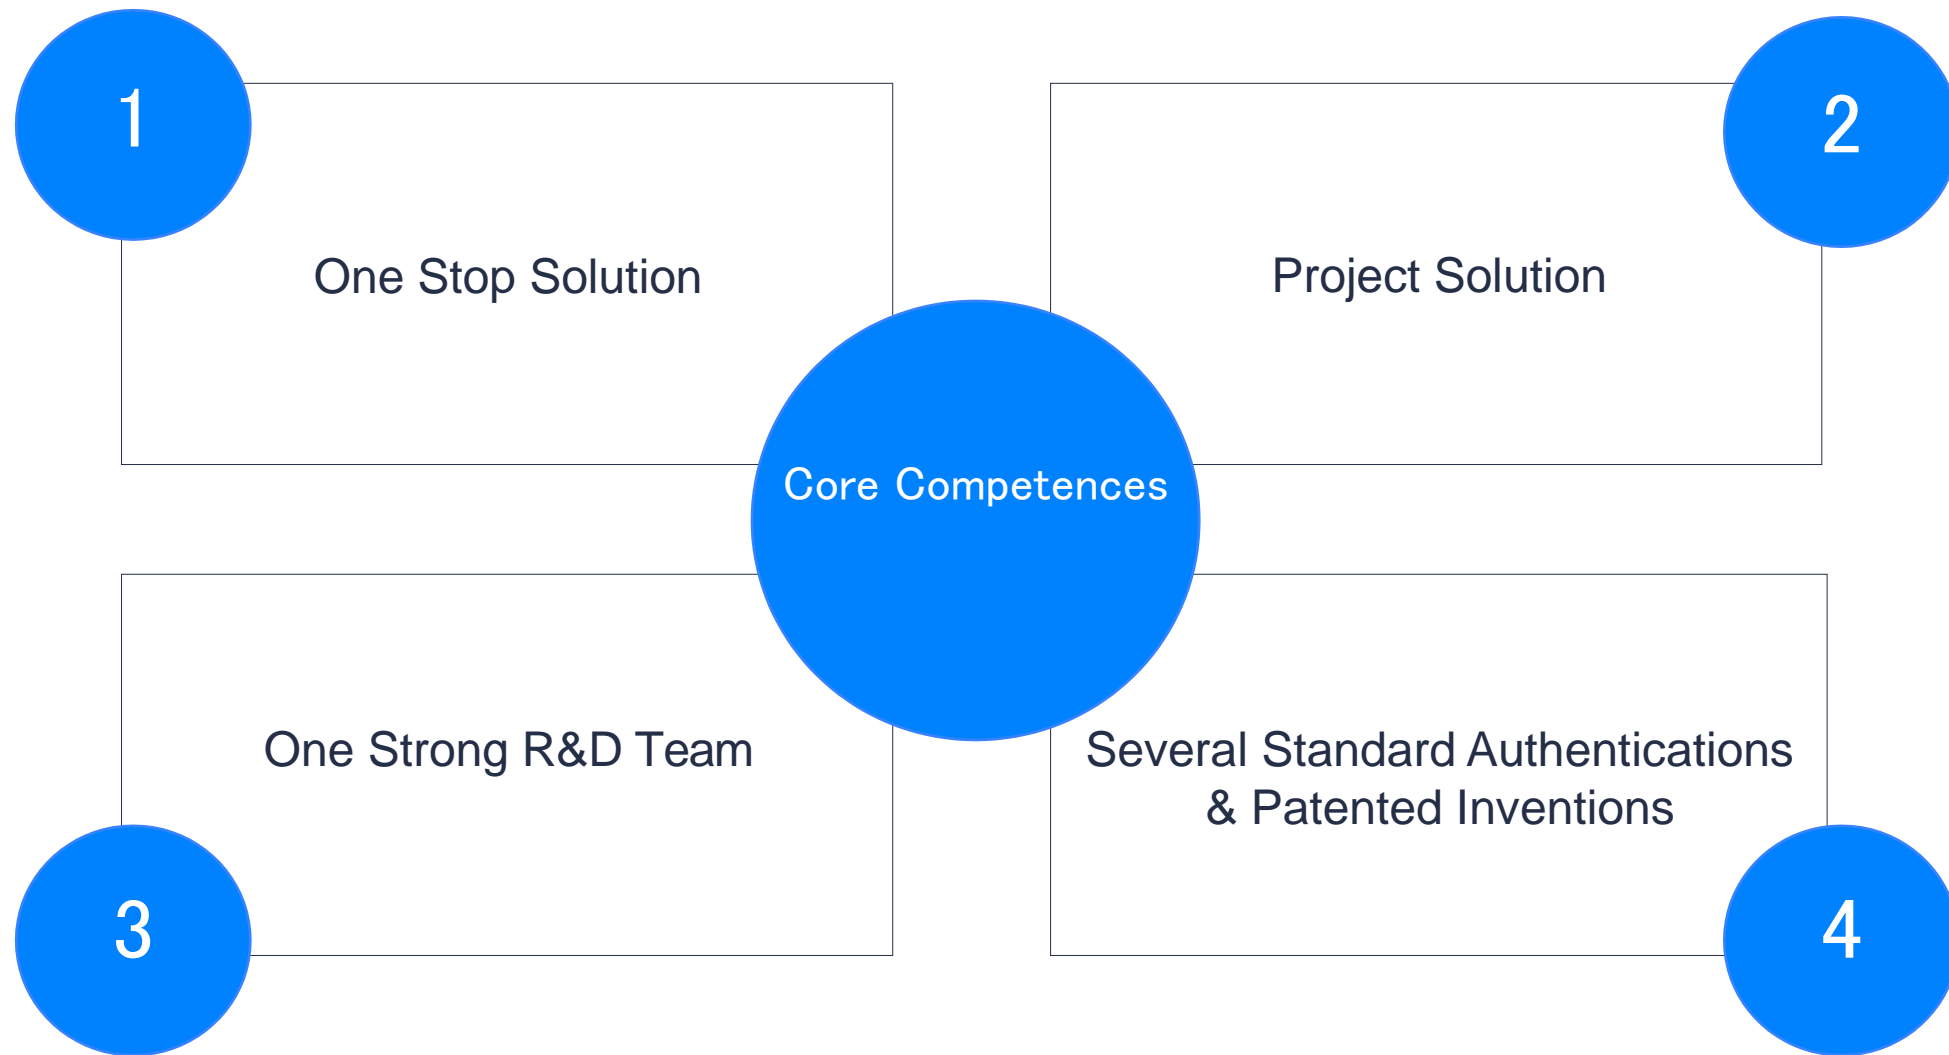 1
One Stop Solution
2
Project Solution
Core Competences
3
One Strong R&D Team
4
Several Standard Authentications
& Patented Inventions